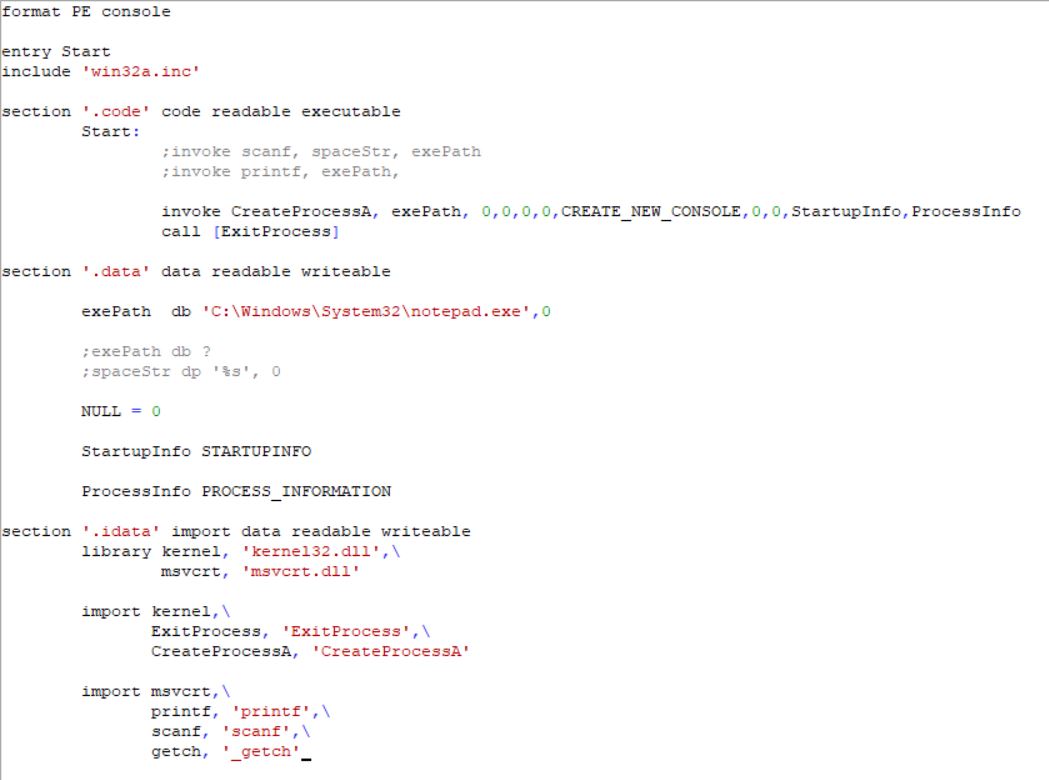 format PE console
entry Start
include 'win32a.inc'
section '.code' code readable executable
Start:
;invoke scanf, spaceStr, exePath
;invoke printf, exePath,
invoke CreateProcessA, exePath, 0,0,0,0,CREATE_NEW_CONSOLE,0,0,StartupInfo,ProcessInfo
call [ExitProcess]
section '.data' data readable writeable
exePath db 'C:\Windows\System32\notepad.exe',0
;exePath db ?
;spaceStr dp '%s', 0
NULL = 0
StartupInfo STARTUPINFO
ProcessInfo PROCESS_INFORMATION
section '.idata' import data readable writeable
library kernel, 'kernel32.dll',\
msvcrt, 'msvcrt.dll'
import kernel,\
ExitProcess, 'ExitProcess',\
CreateProcessA, 'CreateProcessA'
import msvcrt,\
printf, 'printf',\
scanf, 'scanf',\
getch, '_getch'